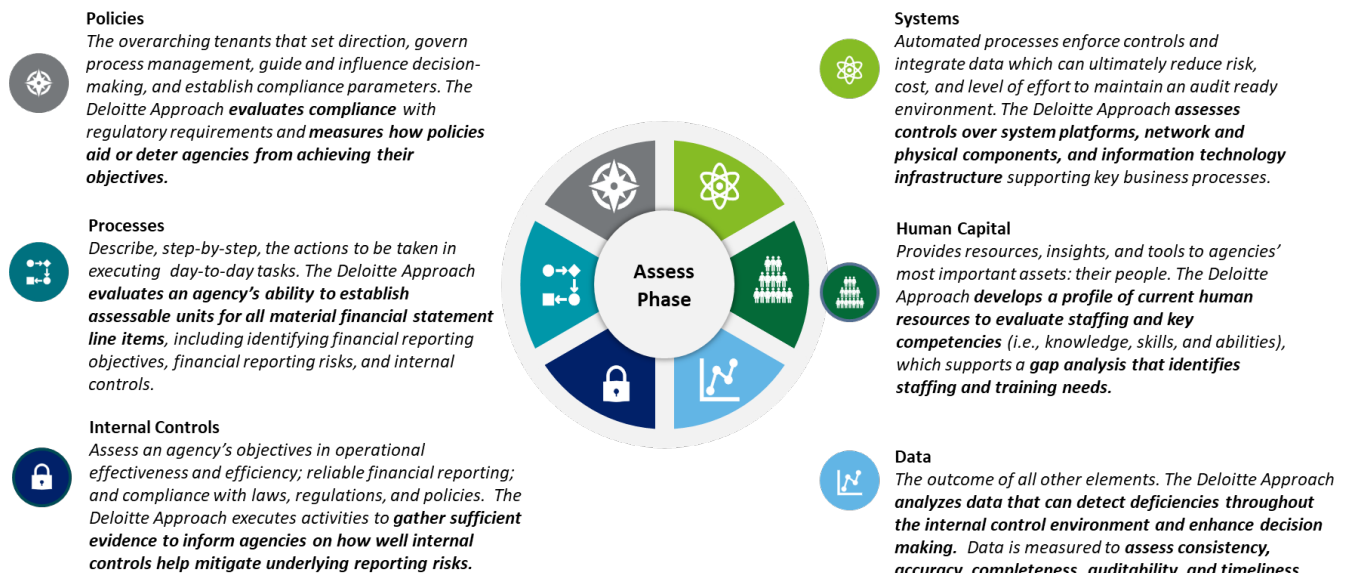 Policies
The overarching tenants that set direction, govern
process management, guide and influence decision-
making, and establish compliance parameters. The
Deloitte Approach evaluates compliance with
regulatory requirements and measures how policies
aid or deter agencies from achieving their
objectives.
Processes
Describe, step-by-step, the actions to be taken in
executing day-to-day tasks. The Deloitte Approach
evaluates an agency's ability to establish
assessable units for all material financial statement
line items, including identifying financial reporting
objectives, financial reporting risks, and internal
controls.
Internal Controls
Assess an agency's objectives in operational
effectiveness and efficiency; reliable financial reporting;
and compliance with laws, regulations, and policies. The
Deloitte Approach executes activities to gather sufficient
evidence to inform agencies on how well internal
controls help mitigate underlying reporting risks.
Assess
Phase
Systems
Automated processes enforce controls and
integrate data which can ultimately reduce risk,
cost, and level of effort to maintain an audit ready
environment. The Deloitte Approach assesses
controls over system platforms, network and
physical components, and information technology
infrastructure supporting key business processes.
Human Capital
Provides resources, insights, and tools to agencies'
most important assets: their people. The Deloitte
Approach develops a profile of current human
resources to evaluate staffing and key
competencies (i.e., knowledge, skills, and abilities),
which supports a gap analysis that identifies
staffing and training needs.
Data
The outcome of all other elements. The Deloitte Approach
analyzes data that can detect deficiencies throughout
the internal control environment and enhance decision
making. Data is measured to assess consistency,
accuracy, completeness, auditability, and timeliness